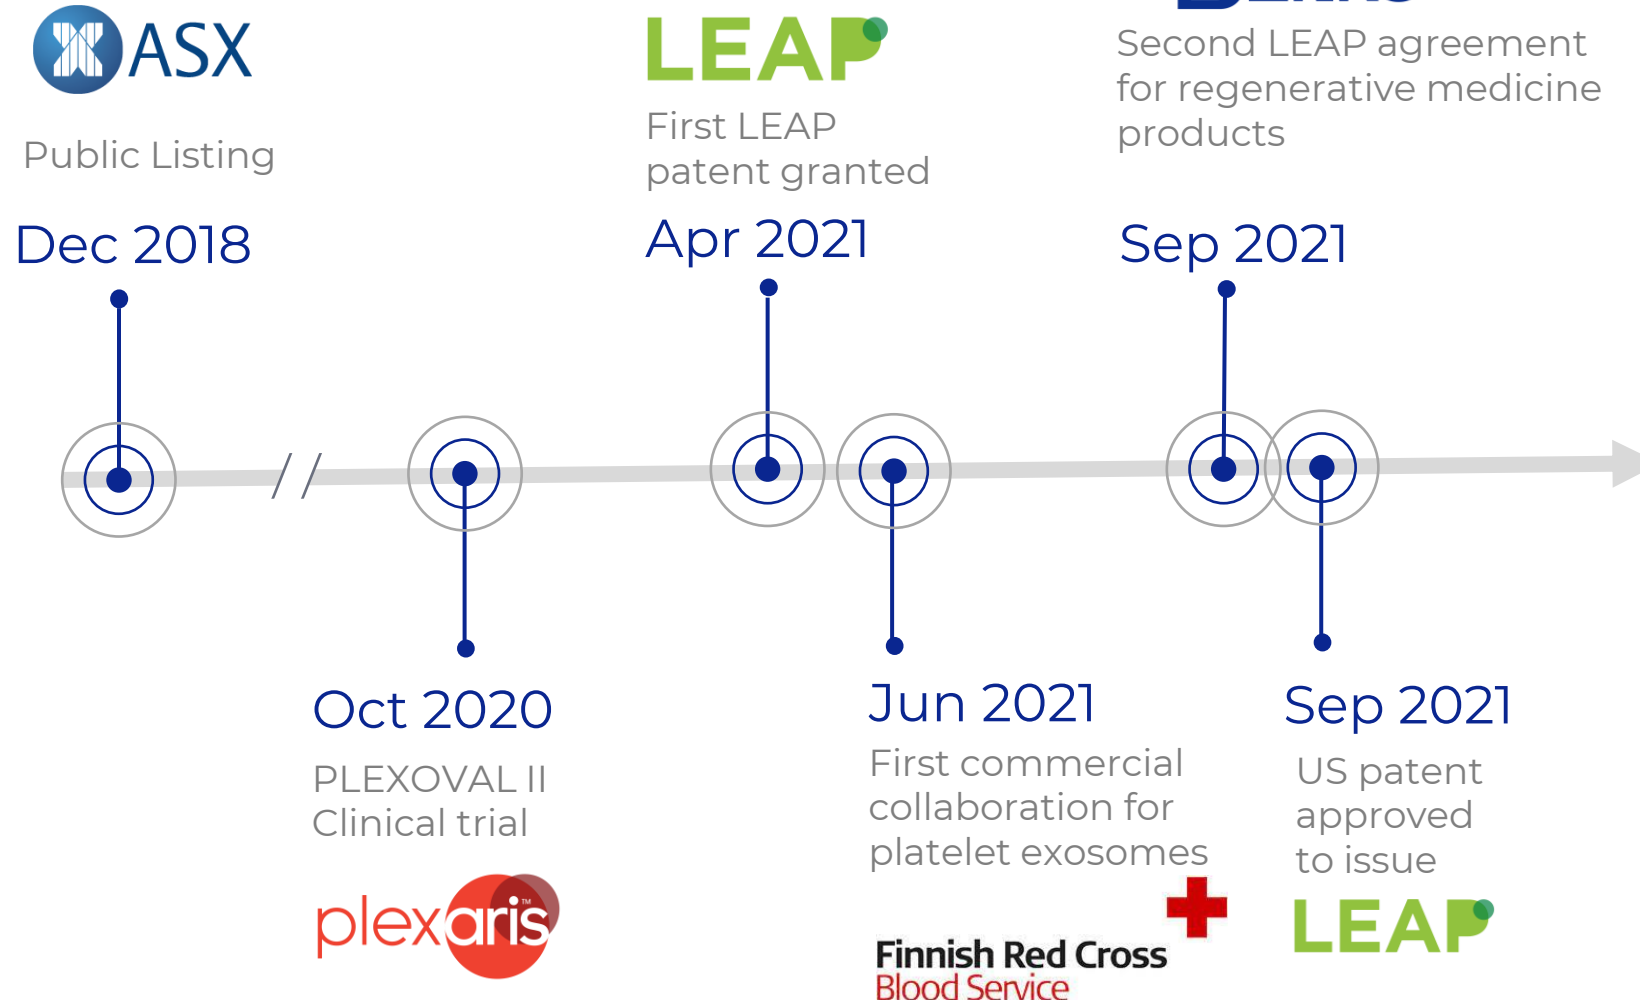 ASX
Public Listing
Dec 2018
LEAP
First LEAP
patent granted
Apr 2021
Second LEAP agreement
for regenerative medicine
products
Sep 2021
Oct 2020
PLEXOVAL II
Clinical trial
plexaris™
Jun 2021
First commercial
collaboration for
platelet exosomes
Finnish Red Cross
Blood Service
Sep 2021
US patent
approved
to issue
LEAP